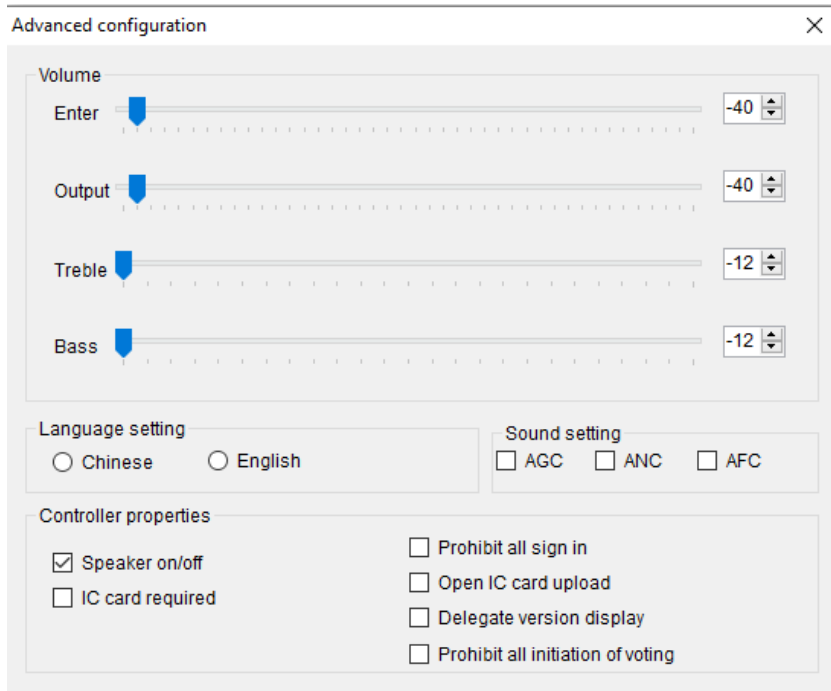 Advanced configuration
Volume
Enter -40
Output -40
Treble -12
Bass -12
Language setting
Chinese English
Sound setting
AGC ANC AFC
Controller properties
Speaker on/off
IC card required
Prohibit all sign in
Open IC card upload
Delegate version display
Prohibit all initiation of voting